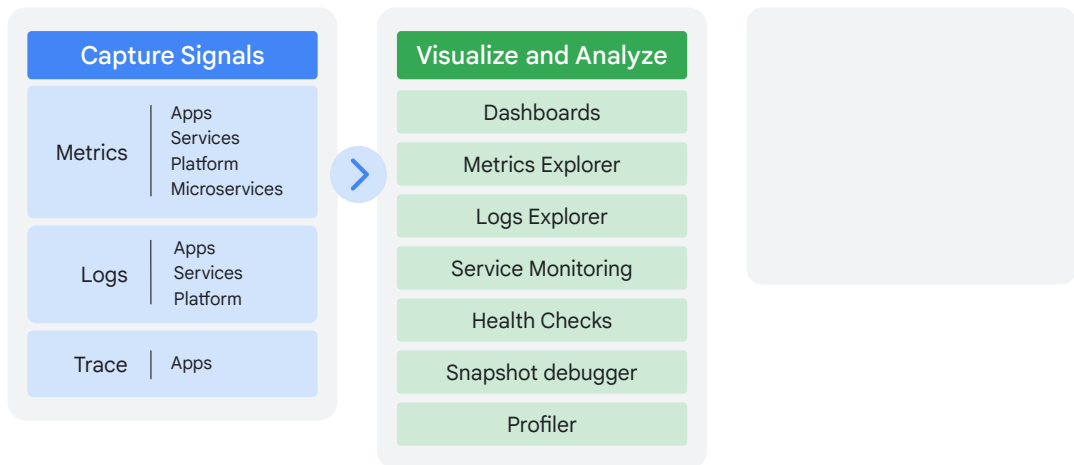 Capture Signals
Metrics
Apps
Services
Platform
Microservices
Logs
Apps
Services
Platform
Trace
Apps
Visualize and Analyze
Dashboards
Metrics Explorer
Logs Explorer
Service Monitoring
Health Checks
Snapshot debugger
Profiler